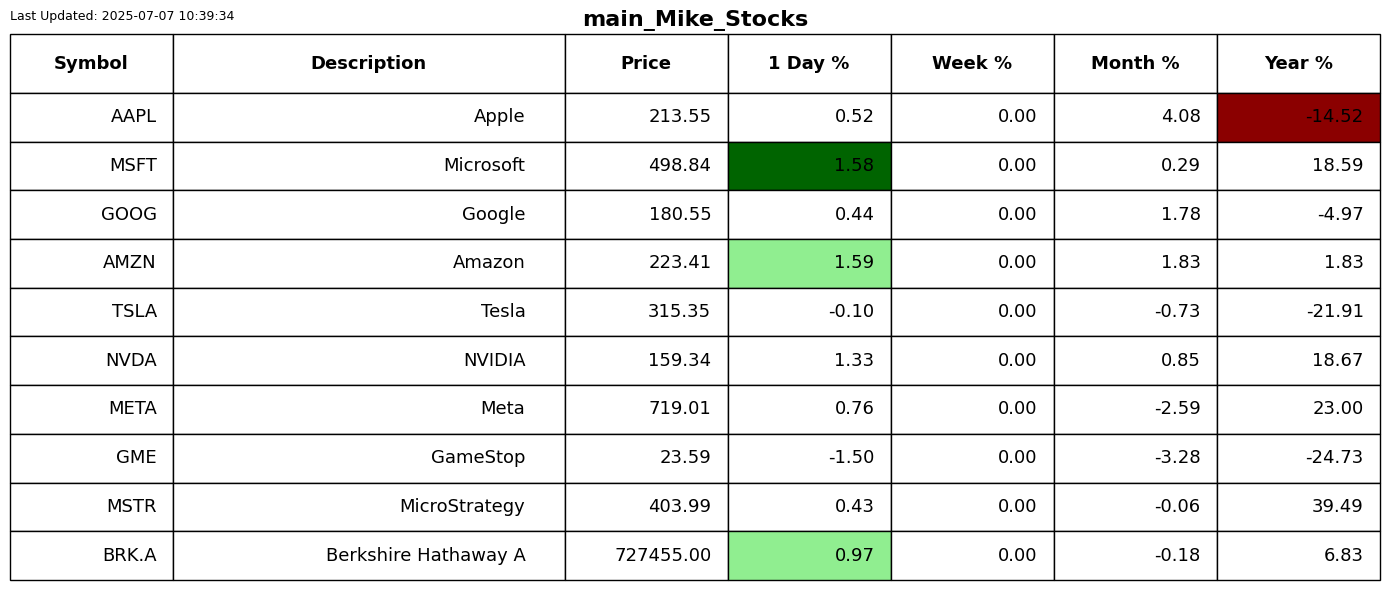 Last Updated: 2025-07-07 10:39:34
main_Mike_Stocks
Symbol Description Price 1 Day % Week % Month % Year %
AAPL Apple 213.55 0.52 0.00 4.08 -14.52
MSFT Microsoft 498.84 1.58 0.00 0.29 18.59
GOOG Google 180.55 0.44 0.00 1.78 -4.97
AMZN Amazon 223.41 1.59 0.00 1.83 1.83
TSLA Tesla 315.35 -0.10 0.00 -0.73 -21.91
NVDA NVIDIA 159.34 1.33 0.00 0.85 18.67
META Meta 719.01 0.76 0.00 -2.59 23.00
GME GameStop 23.59 -1.50 0.00 -3.28 -24.73
MSTR MicroStrategy 403.99 0.43 0.00 -0.06 39.49
BRK.A Berkshire Hathaway A 727455.00 0.97 0.00 -0.18 6.83